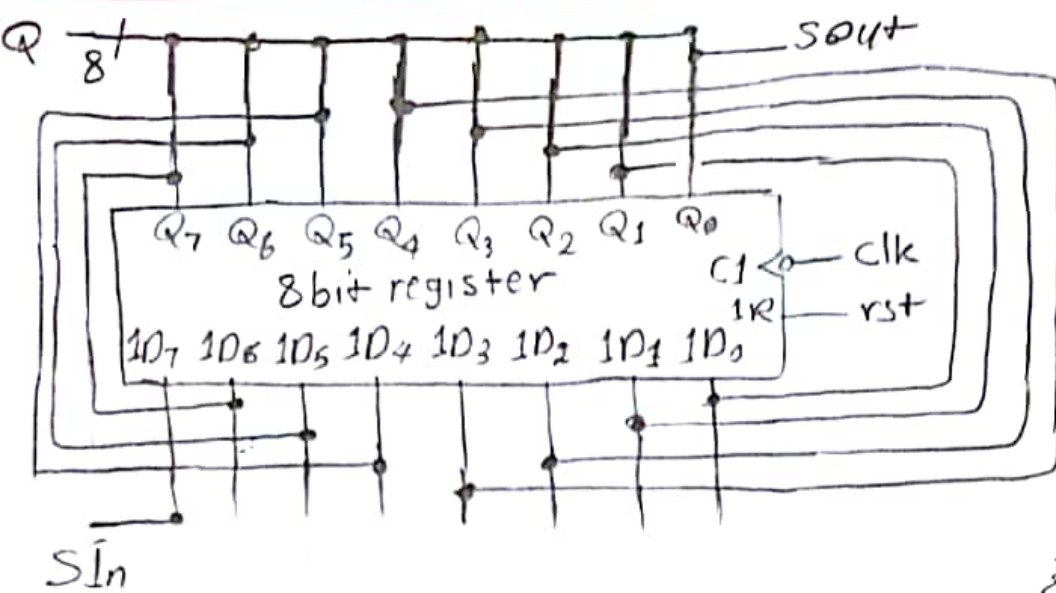 Q 8 sout
Q7 Q6 Q5 Q4 Q3 Q2 Q1 Q0
8bit register
C1 clk
1R rst
1D7 1D6 1D5 1D4 1D3 1D2 1D1 1D0
SIn